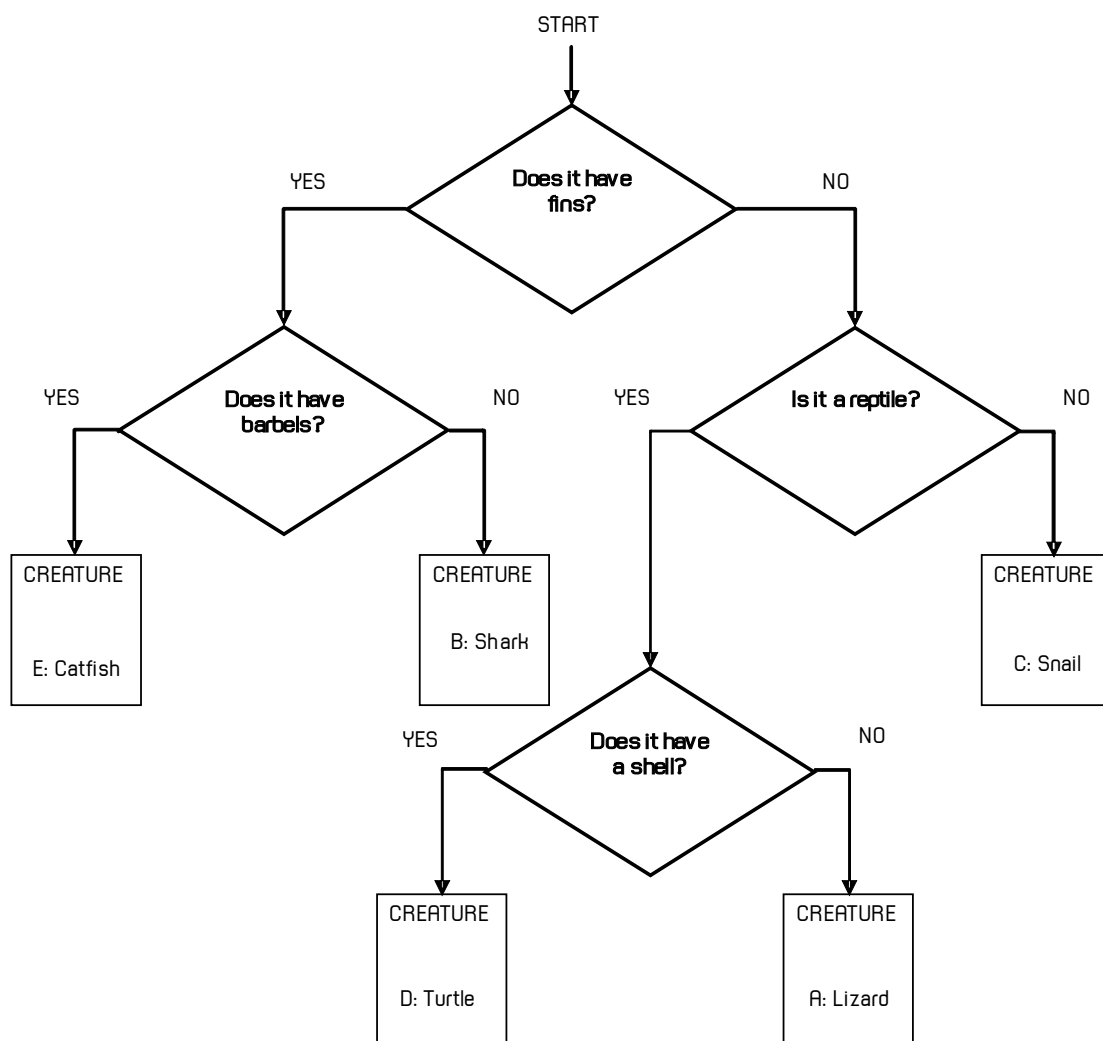 START
YES
Does it have
fins?
NO
YES
Does it have
barbels?
NO
YES
Is it a reptile?
NO
CREATURE
E: Catfish
CREATURE
B: Shark
CREATURE
C: Snail
YES
Does it have
a shell?
NO
CREATURE
D: Turtle
CREATURE
A: Lizard